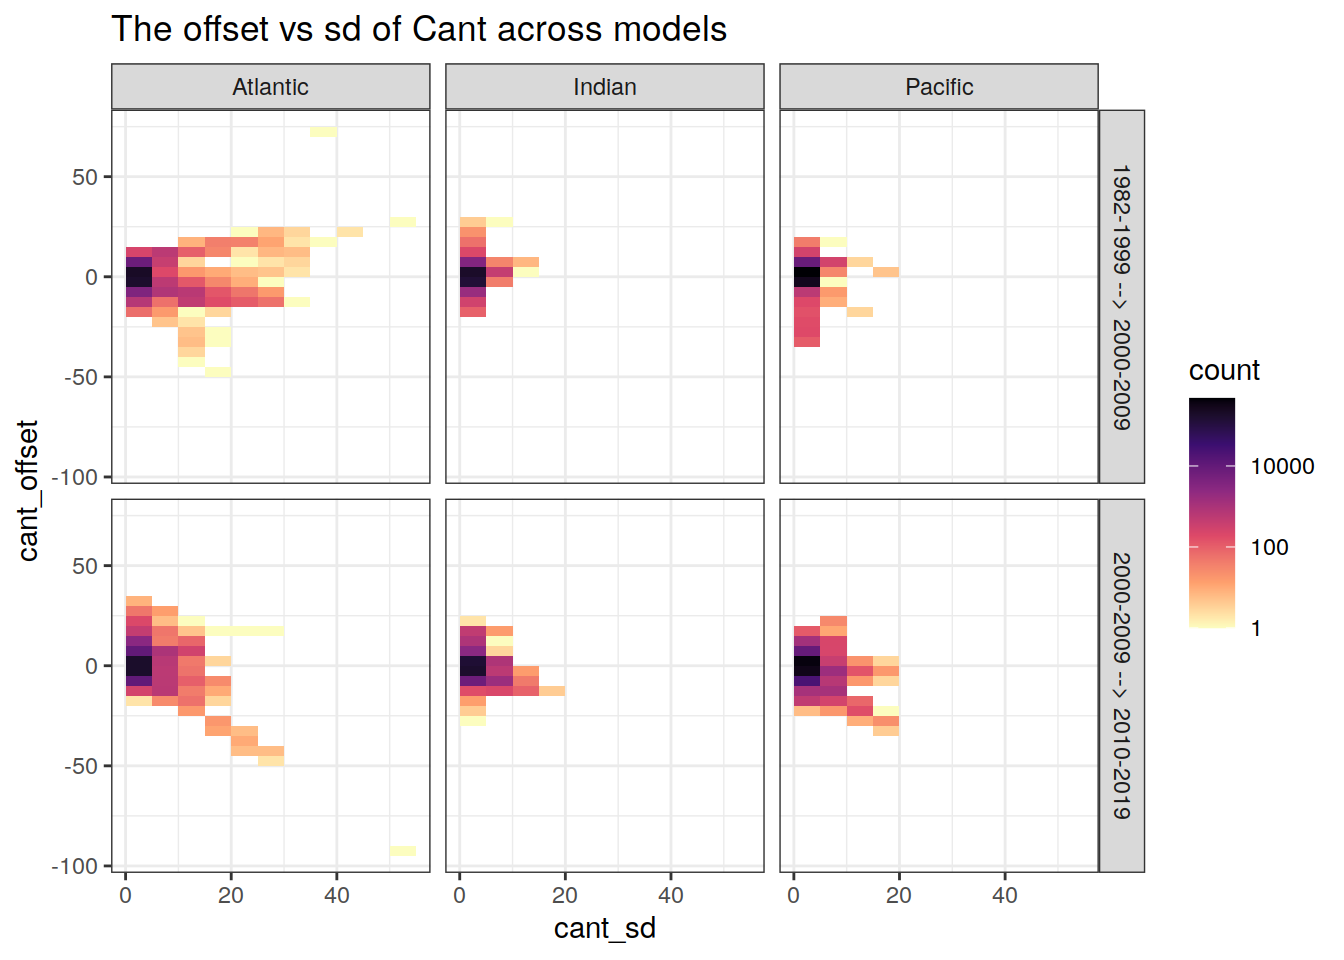 The offset vs sd of Cant across models
Atlantic
Indian
Pacific
50
0
-50
-100
1982-1999 --> 2000-2009
50
0
-50
-100
2000-2009 --> 2010-2019
cant_offset
0
20
40
0
20
40
0
20
40
cant_sd
count
10000
100
1